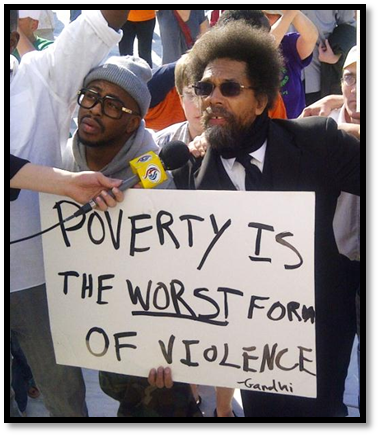 POVERTY IS
THE WORST FORM
OF VIOLENCE
-Gandhi